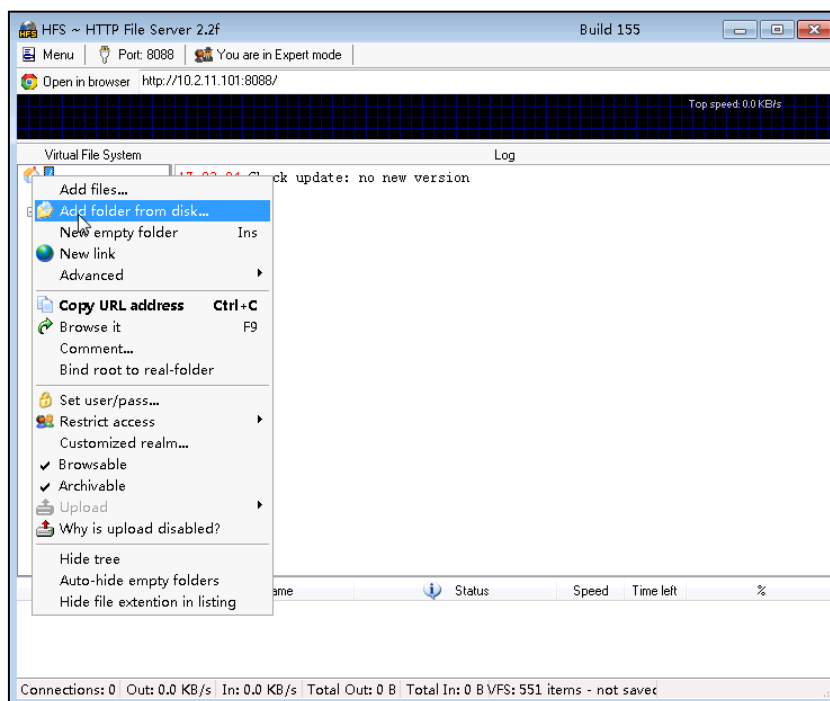 HFS ~ HTTP File Server 2.2f Build 155
Menu Port: 8088 You are in Expert mode
Open in browser http://10.2.11.101:8088/
Top speed: 0.0 KB/s
Virtual File System Log
Check update: no new version
Add files...
Add folder from disk...
New empty folder Ins
New link
Advanced
Copy URL address Ctrl+C
Browse it F9
Comment...
Bind root to real-folder
Set user/pass...
Restrict access
Customized realm...
Browsable
Archivable
Upload
Why is upload disabled?
Hide tree
Auto-hide empty folders
Hide file extention in listing
Status Speed Time left %
Connections: 0 Out: 0.0 KB/s In: 0.0 KB/s Total Out: 0 B Total In: 0 B VFS: 551 items - not saved